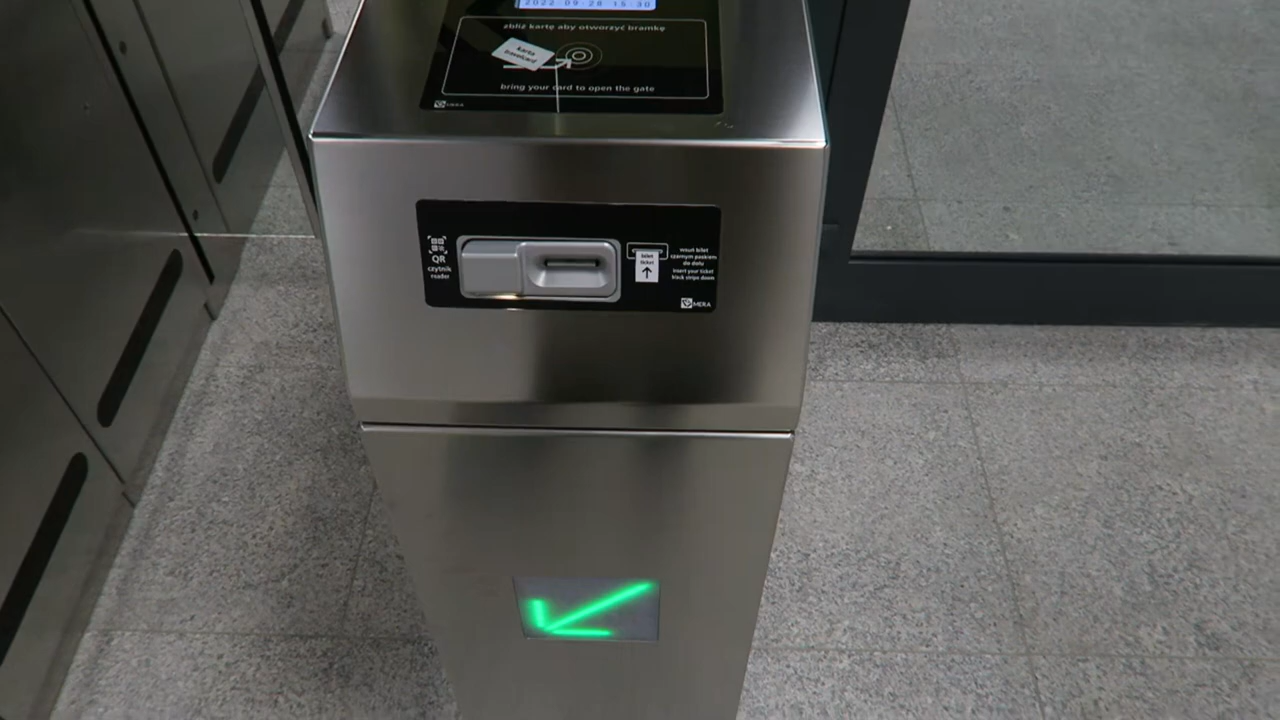 2022-09-28 15:30
zbliż kartę aby otworzyć bramkę
karta
travelcard
bring your card to open the gate
MERA
QR
czytnik
reader
bilet
ticket
wsuń bilet
czarnym paskiem
do dołu
insert your ticket
black stripe down
MERA